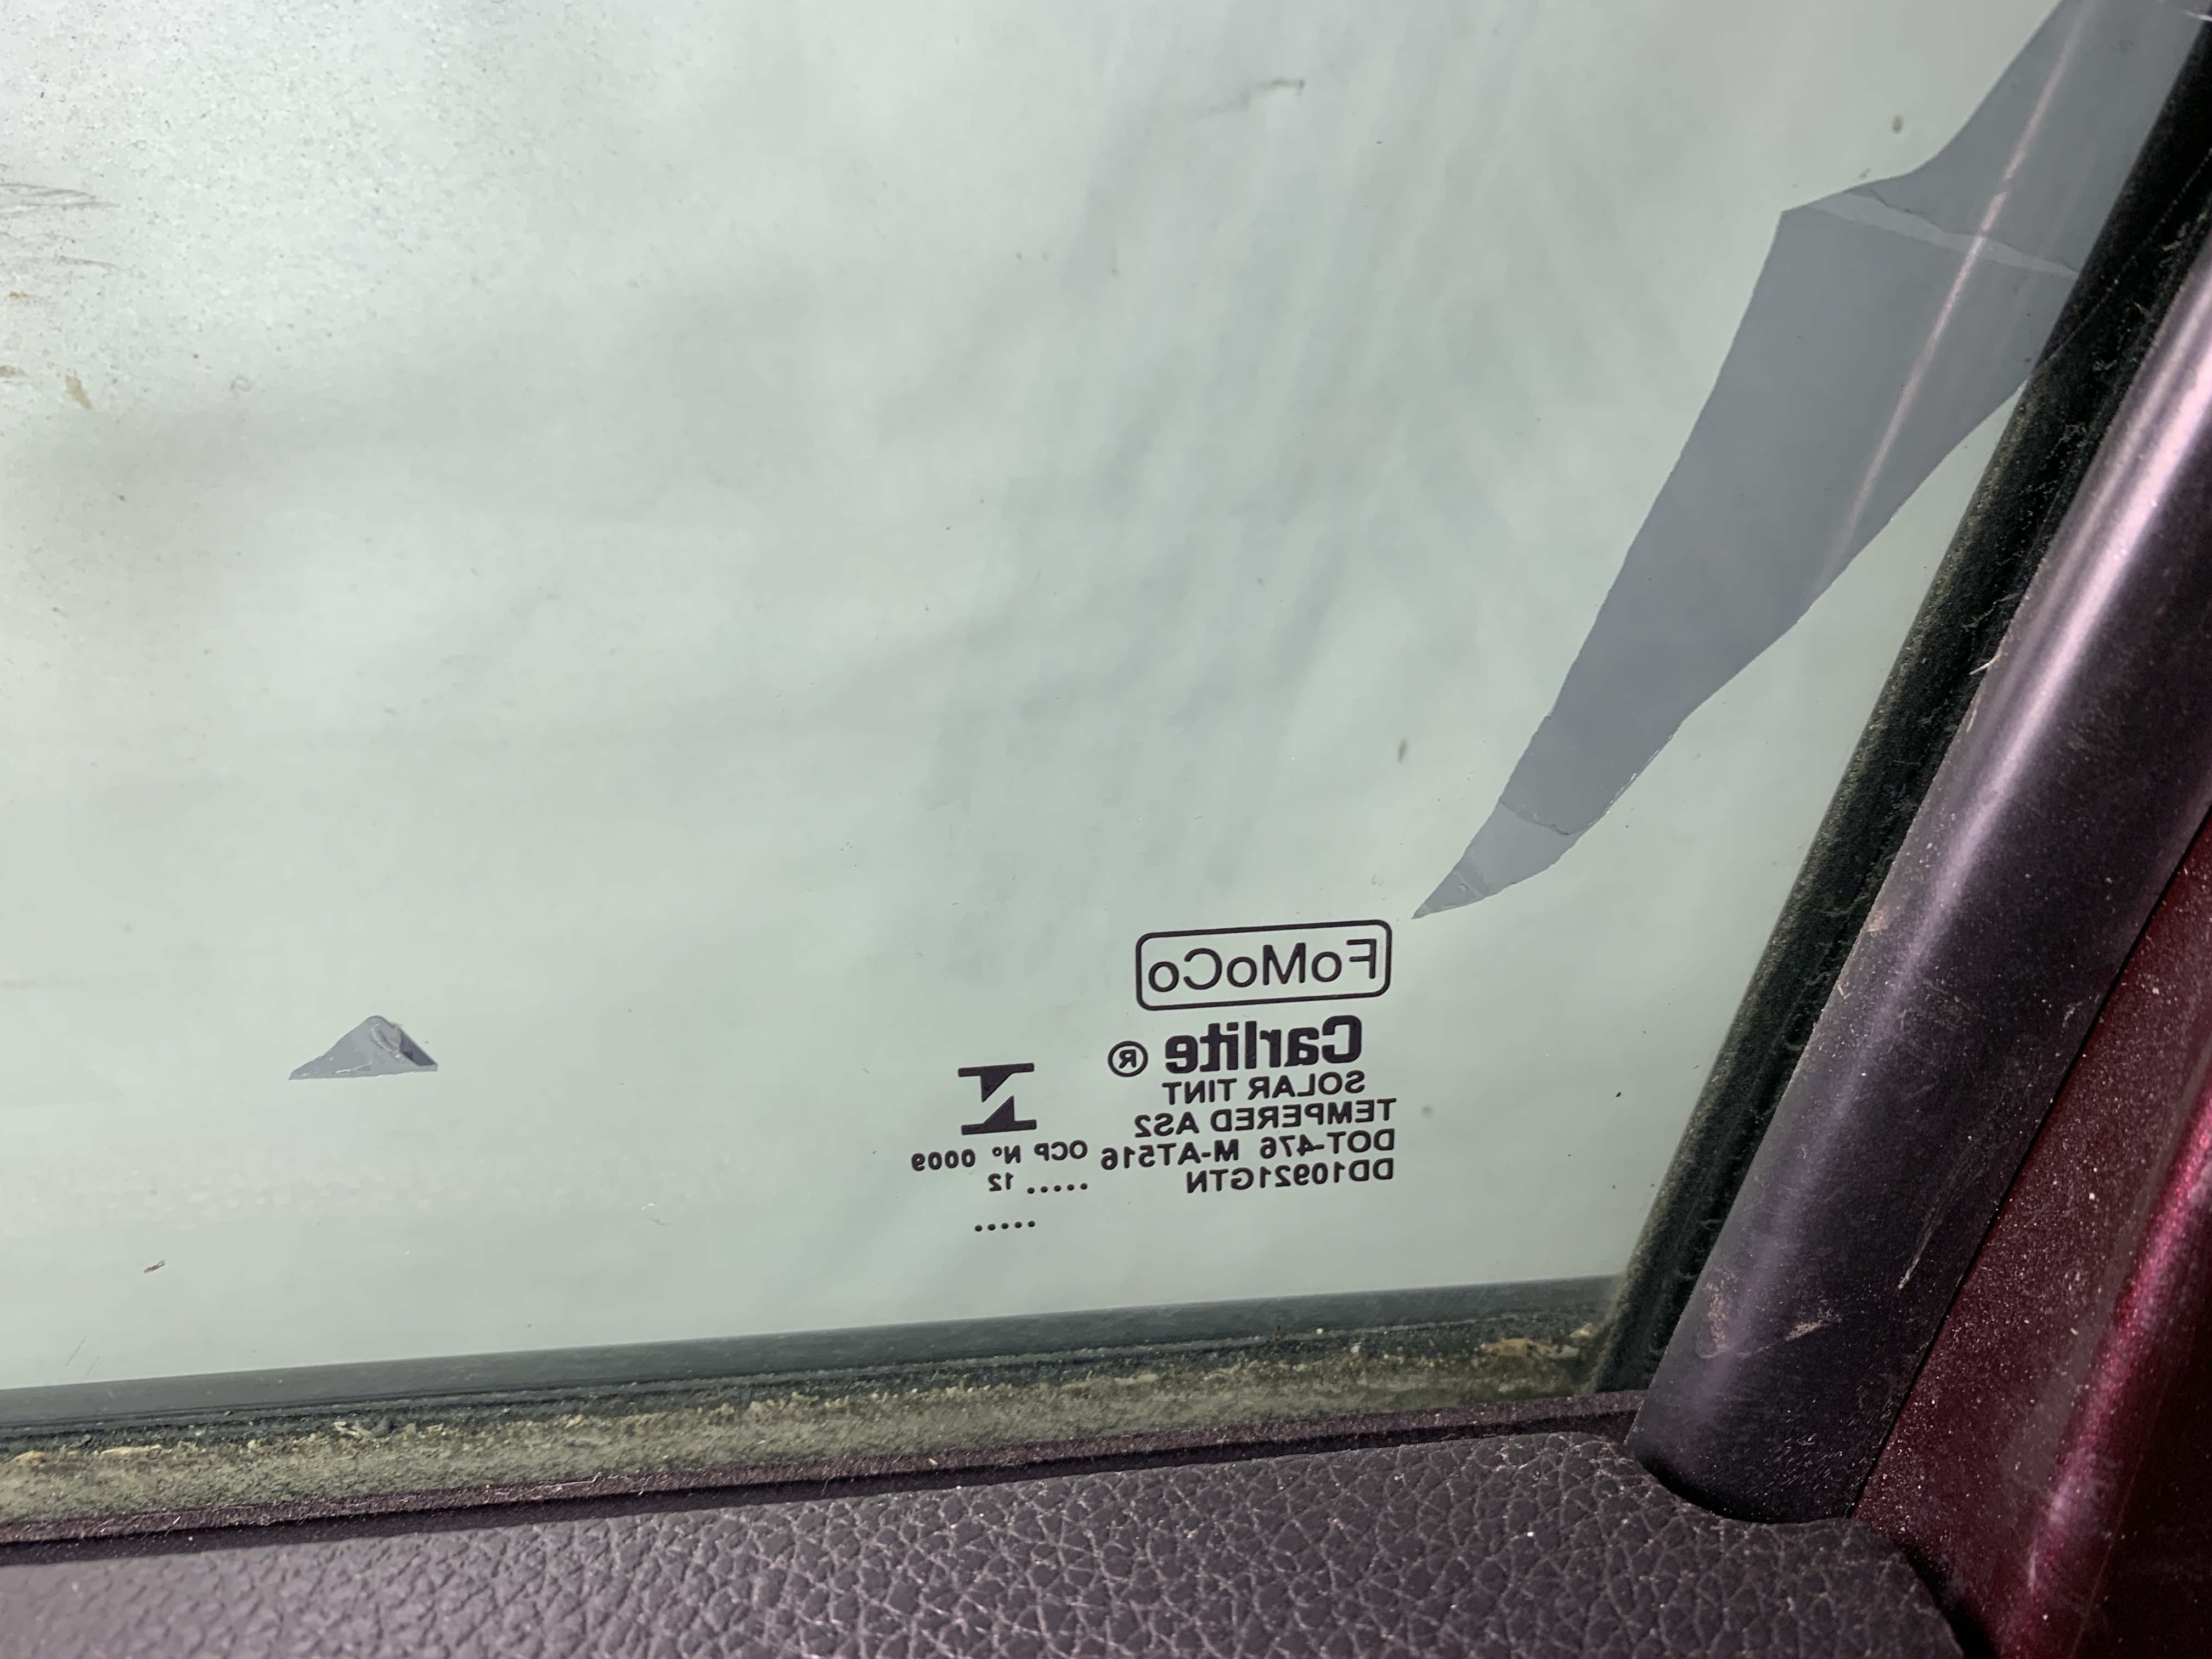 FoMoCo
Carlite ®
SOLAR TINT
TEMPERED AS2
DOT-476 M-AT516 OCP Nº 0009
DD10921GTN ..... 12
.....